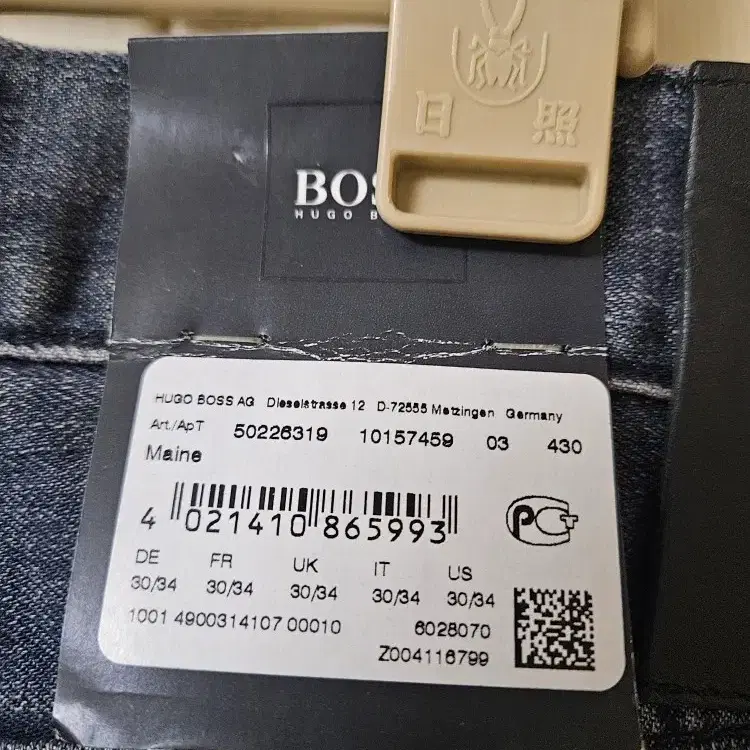 日 照
BOS
HUGO B
HUGO BOSS AG Dieselstrasse 12 D-72555 Metzingen Germany
Art./ApT 50226319 10157459 03 430
Maine
4 021410 865993
PCT
DE FR UK IT US
30/34 30/34 30/34 30/34 30/34
1001 4900314107 00010 6028070
Z004116799